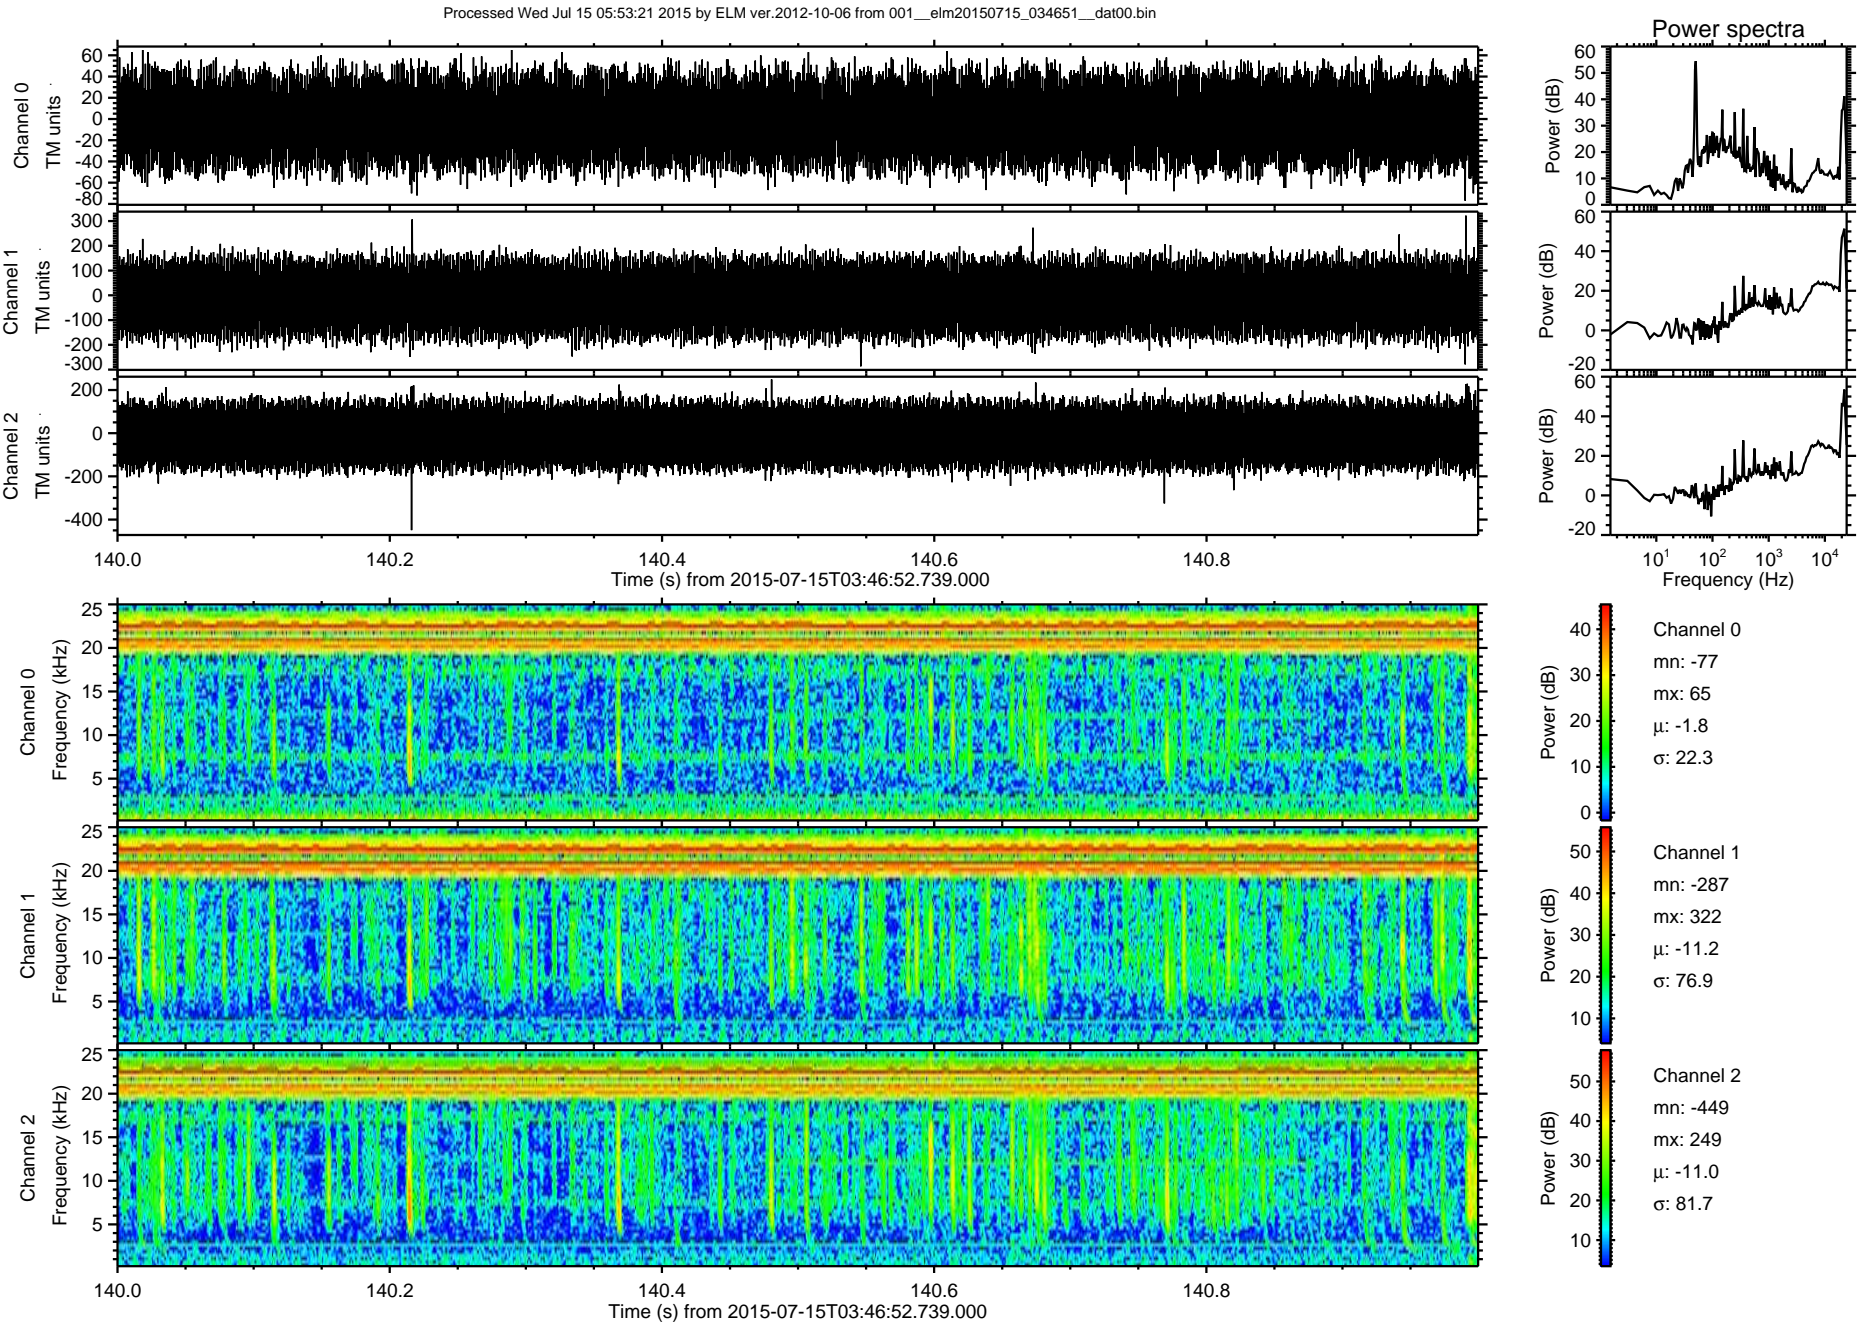 Processed Wed Jul 15 05:53:21 2015 by ELM ver.2012-10-06 from 001__elm20150715_034651__dat00.bin
Power spectra
Channel 0
TM units
60
40
20
0
-20
-40
-60
-80
Power (dB)
60
50
40
30
20
10
0
Channel 1
TM units
300
200
100
0
-100
-200
-300
Power (dB)
60
40
20
0
-20
Channel 2
TM units
200
0
-200
-400
Power (dB)
60
40
20
0
-20
140.0 140.2 140.4 140.6 140.8
Time (s) from 2015-07-15T03:46:52.739.000
10¹ 10² 10³ 10⁴
Frequency (Hz)
Channel 0
Frequency (kHz)
25
20
15
10
5
Power (dB)
40
30
20
10
0
Channel 0
mn: -77
mx: 65
μ: -1.8
σ: 22.3
Channel 1
Frequency (kHz)
25
20
15
10
5
Power (dB)
50
40
30
20
10
Channel 1
mn: -287
mx: 322
μ: -11.2
σ: 76.9
Channel 2
Frequency (kHz)
25
20
15
10
5
Power (dB)
50
40
30
20
10
Channel 2
mn: -449
mx: 249
μ: -11.0
σ: 81.7
140.0 140.2 140.4 140.6 140.8
Time (s) from 2015-07-15T03:46:52.739.000